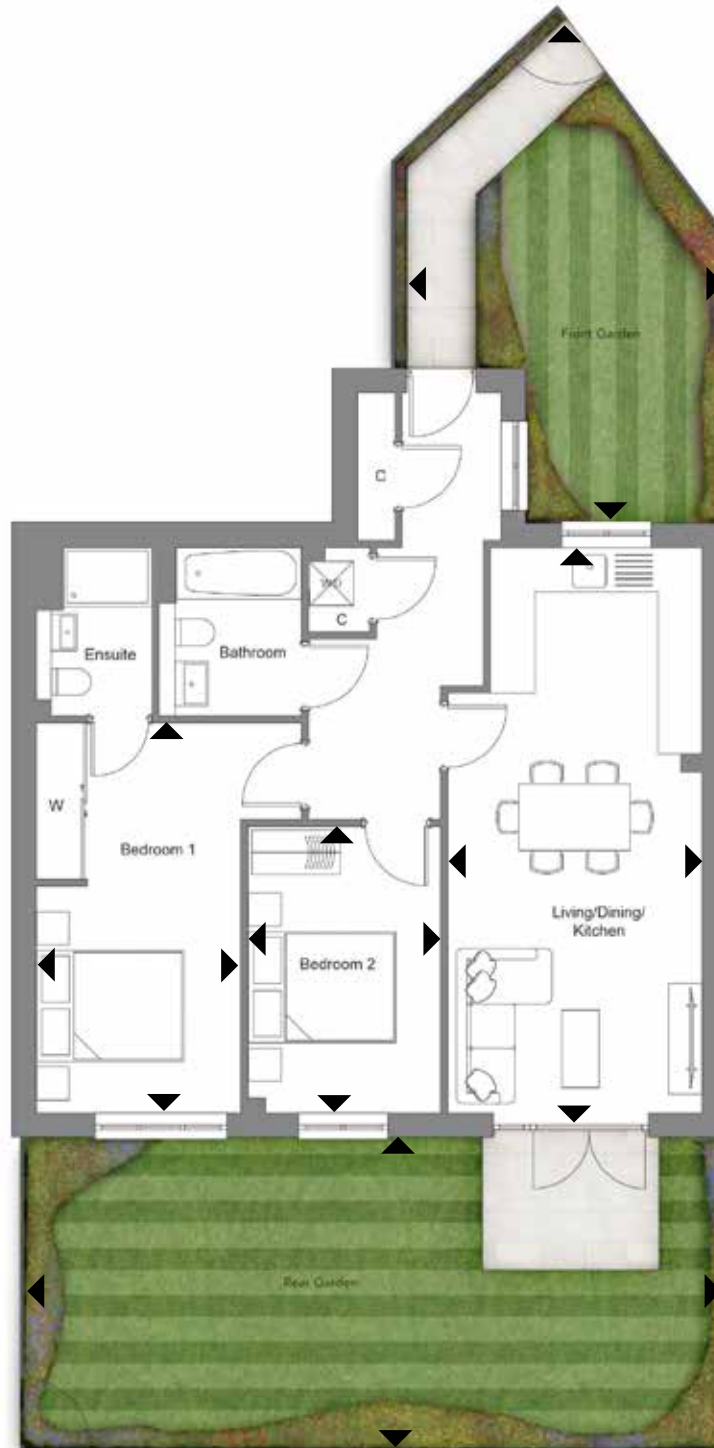 Front Garden
C
W/D
C
Ensuite
Bathroom
W
Bedroom 1
Living/Dining/
Kitchen
Bedroom 2
Rear Garden